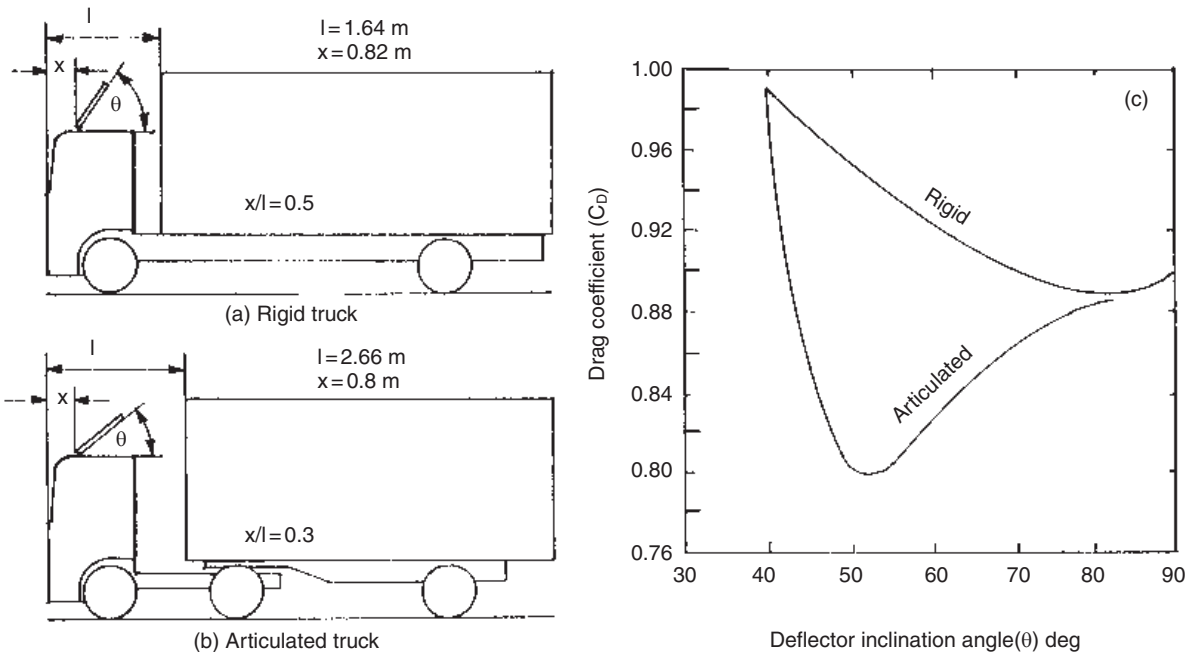 l
l = 1.64 m
x = 0.82 m
x
θ
x/l = 0.5
(a) Rigid truck
l
l = 2.66 m
x = 0.8 m
x
θ
x/l = 0.3
(b) Articulated truck
(c)
1.00
0.96
0.92
0.88
0.84
0.80
0.76
Drag coefficient (CD)
Rigid
Articulated
30 40 50 60 70 80 90
Deflector inclination angle(θ) deg